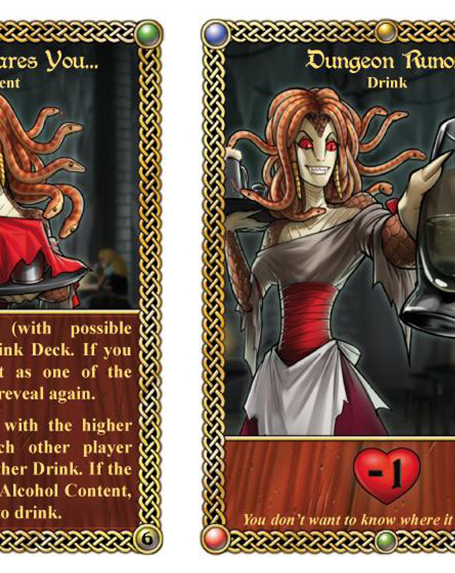 ares You...
ent
(with possible
ink Deck. If you
t as one of the
reveal again.
with the higher
ch other player
her Drink. If the
Alcohol Content,
o drink.
6
Dungeon Runo
Drink
-1
You don't want to know where it